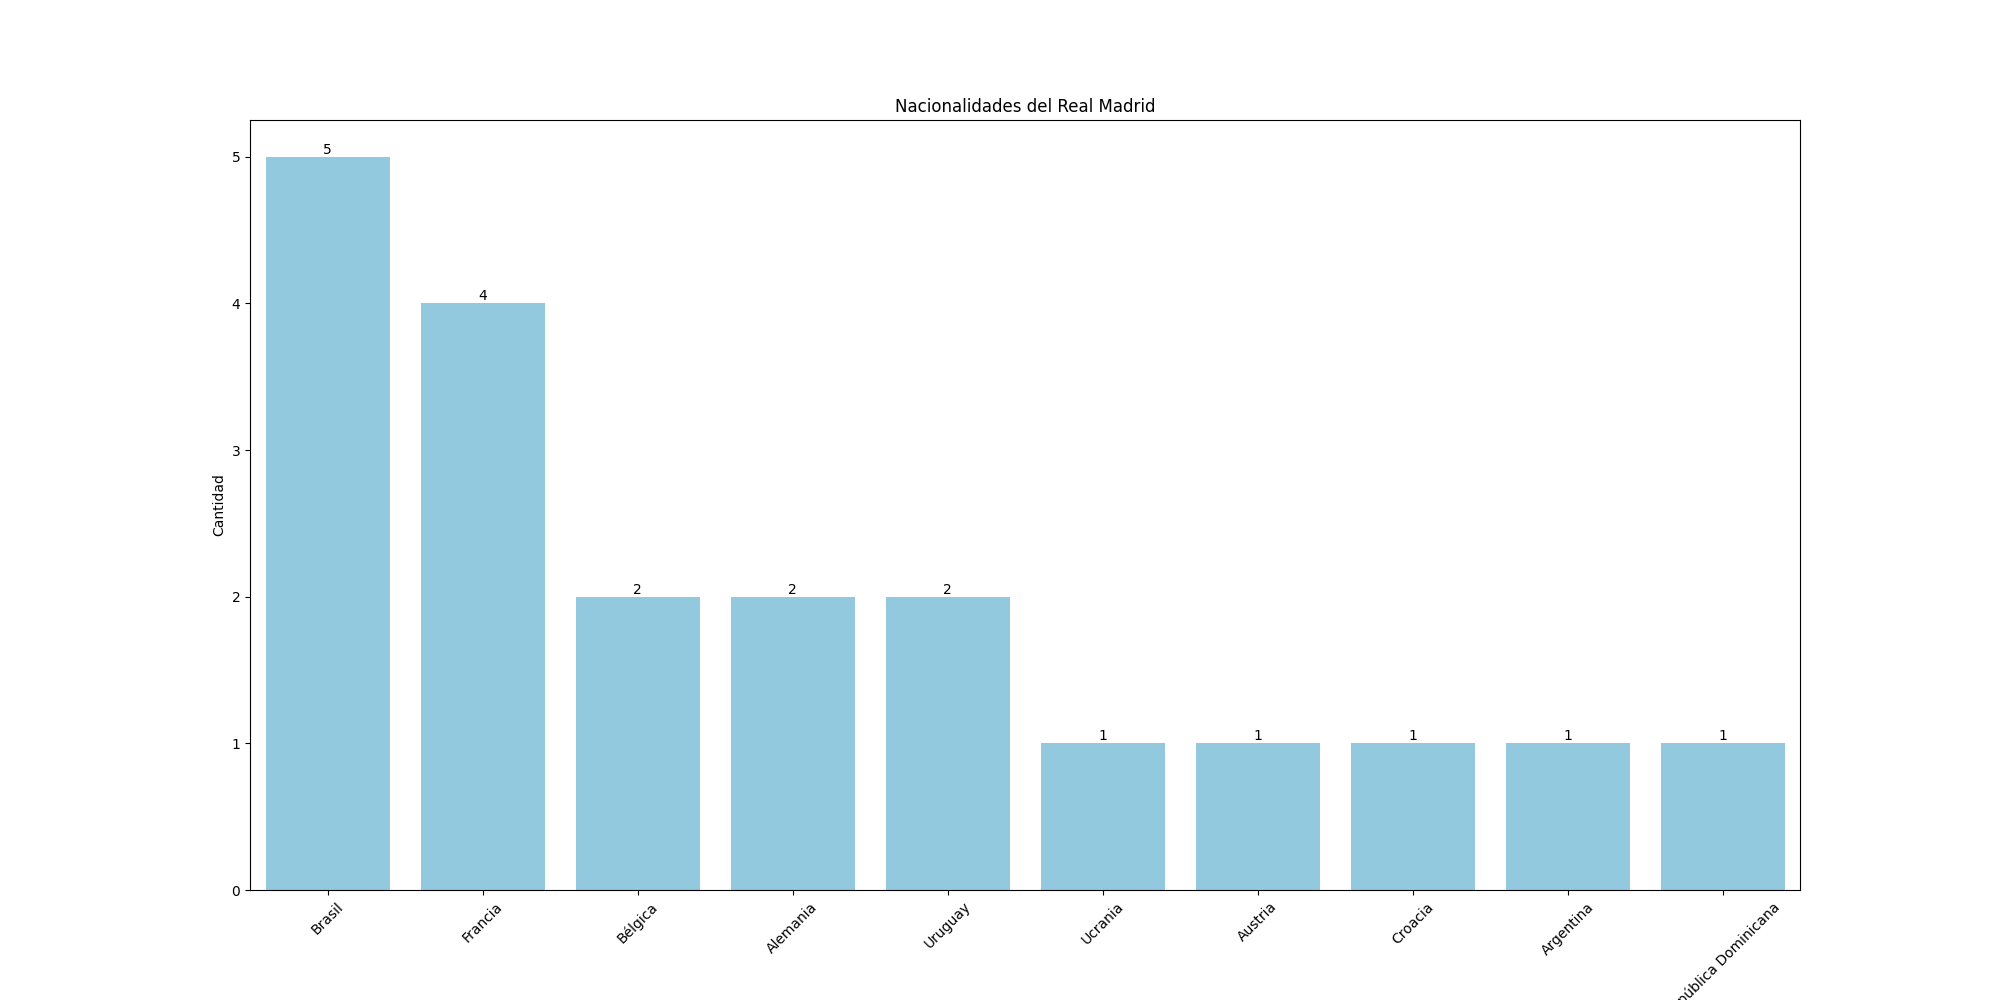 Nacionalidades del Real Madrid
Cantidad
5
4
3
2
1
0
5
4
2
2
2
1
1
1
1
1
Brasil
Francia
Bélgica
Alemania
Uruguay
Ucrania
Austria
Croacia
Argentina
pública Dominicana